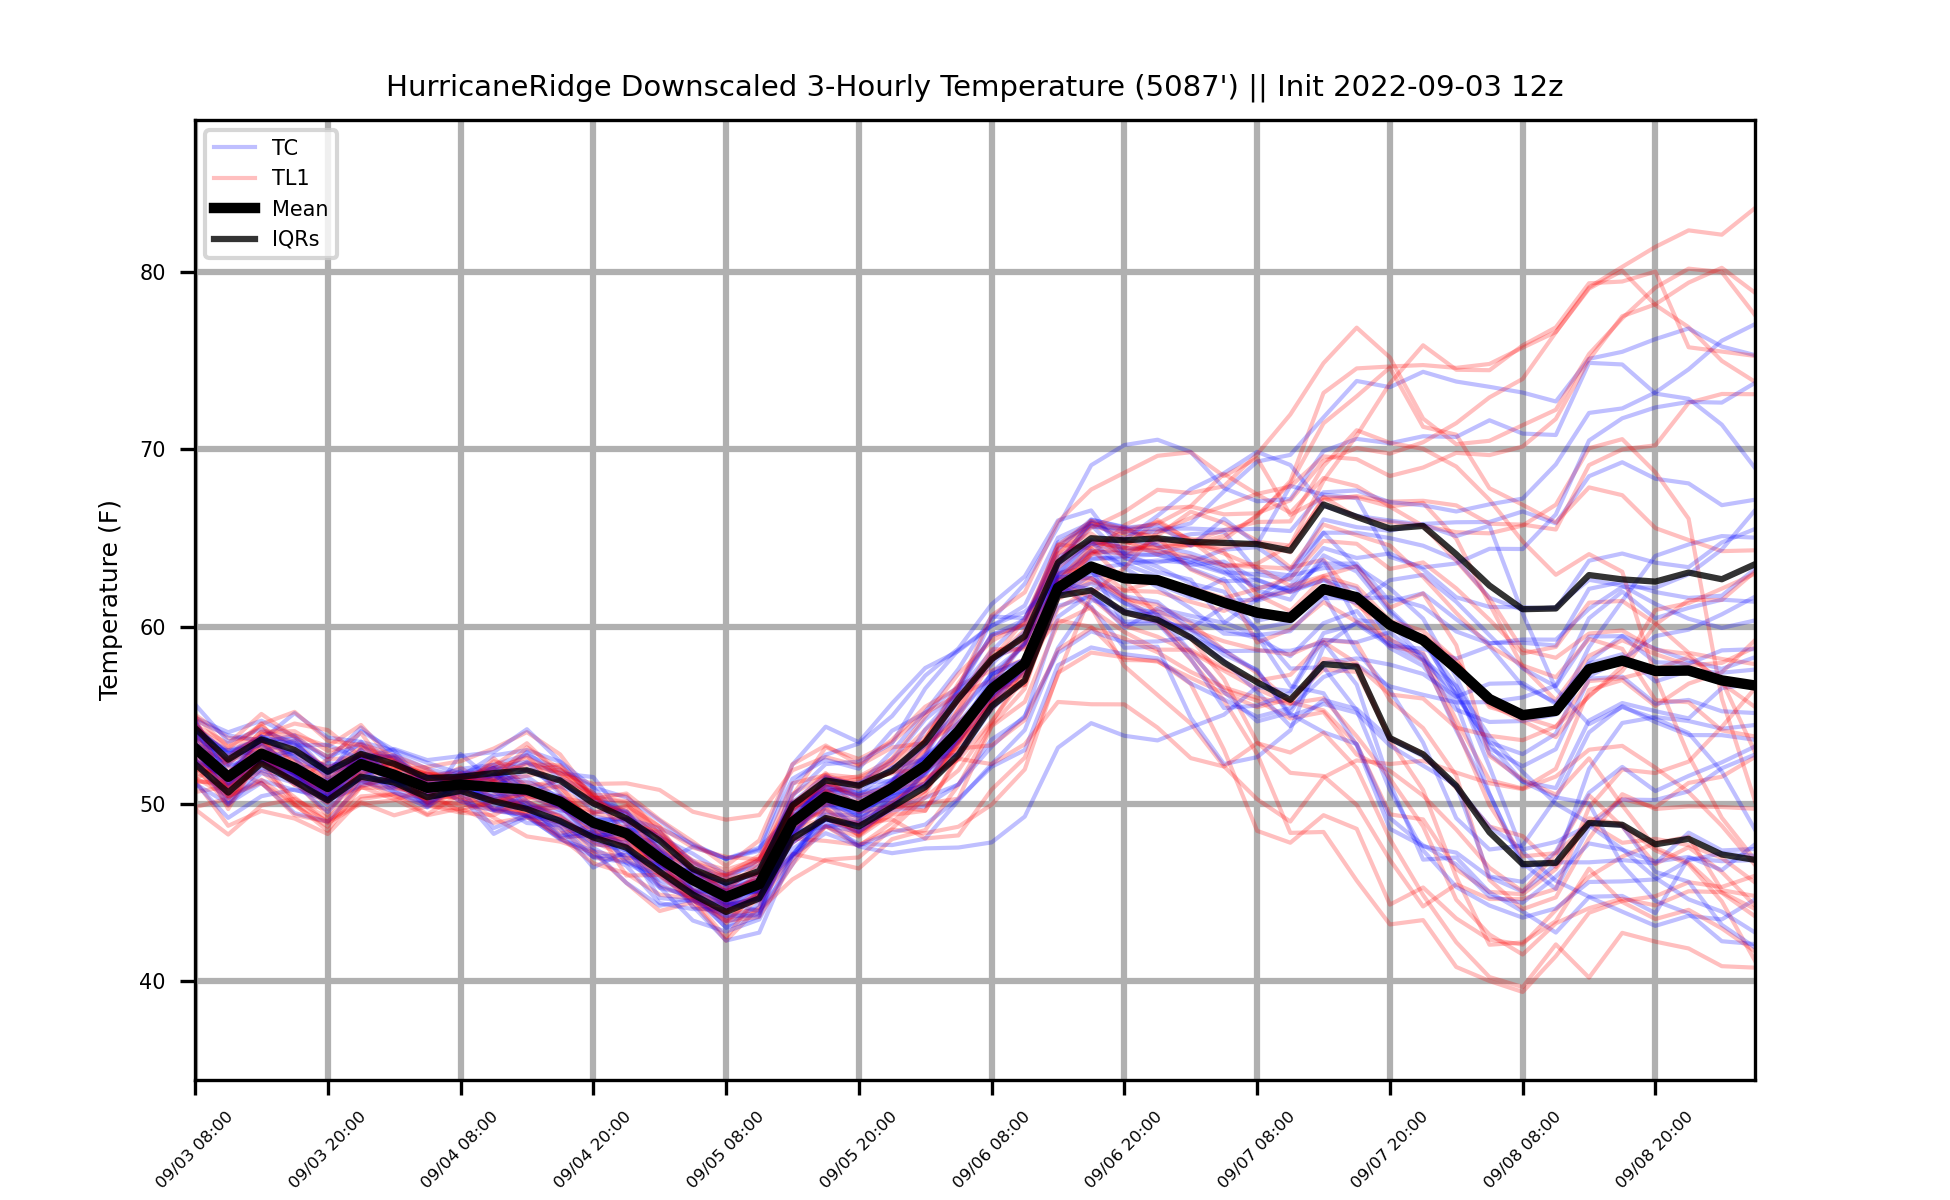 HurricaneRidge Downscaled 3-Hourly Temperature (5087') || Init 2022-09-03 12z
TC
TL1
Mean
IQRs
Temperature (F)
80
70
60
50
40
09/03 08:00
09/03 20:00
09/04 08:00
09/04 20:00
09/05 08:00
09/05 20:00
09/06 08:00
09/06 20:00
09/07 08:00
09/07 20:00
09/08 08:00
09/08 20:00